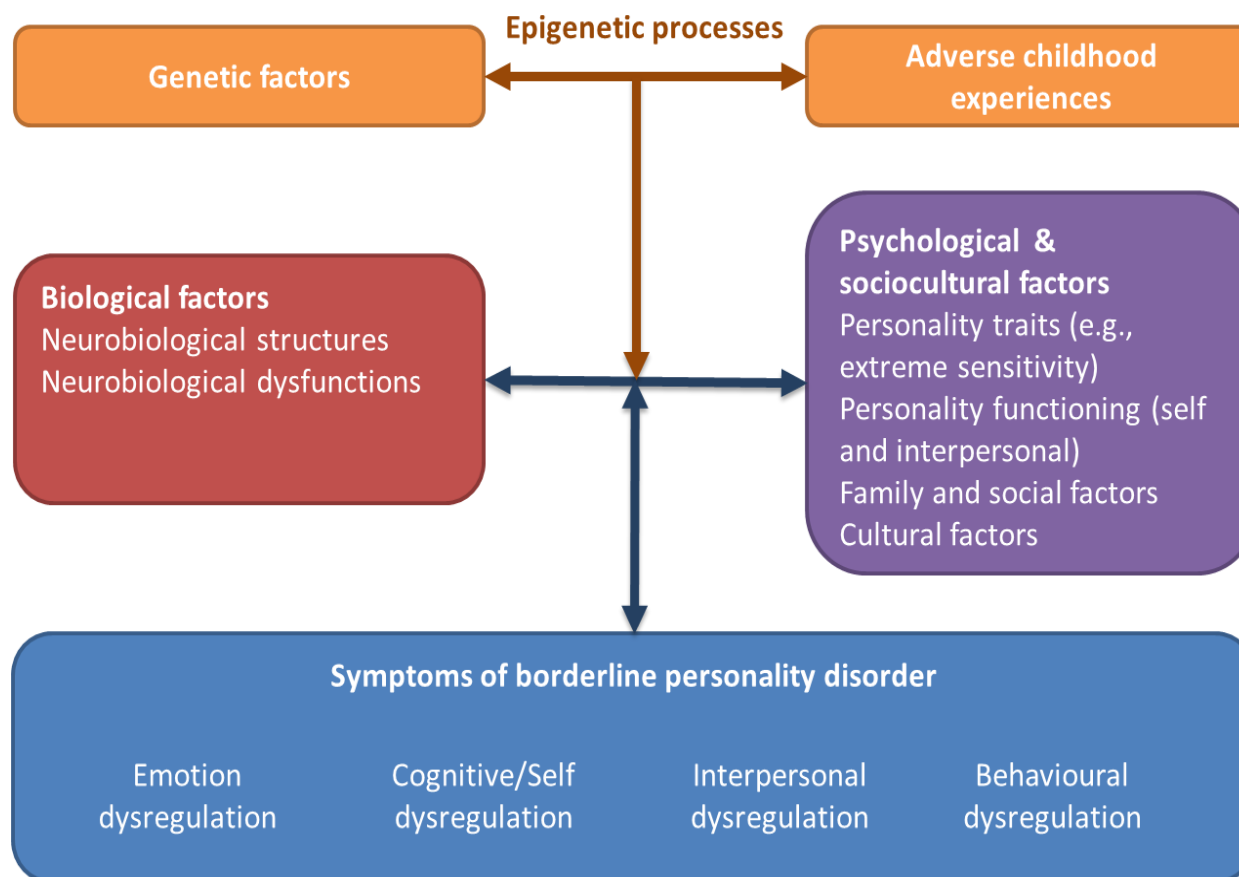 Epigenetic processes
Genetic factors
Adverse childhood
experiences
Biological factors
Neurobiological structures
Neurobiological dysfunctions
Psychological &
sociocultural factors
Personality traits (e.g.,
extreme sensitivity)
Personality functioning (self
and interpersonal)
Family and social factors
Cultural factors
Symptoms of borderline personality disorder
Emotion
dysregulation
Cognitive/Self
dysregulation
Interpersonal
dysregulation
Behavioural
dysregulation